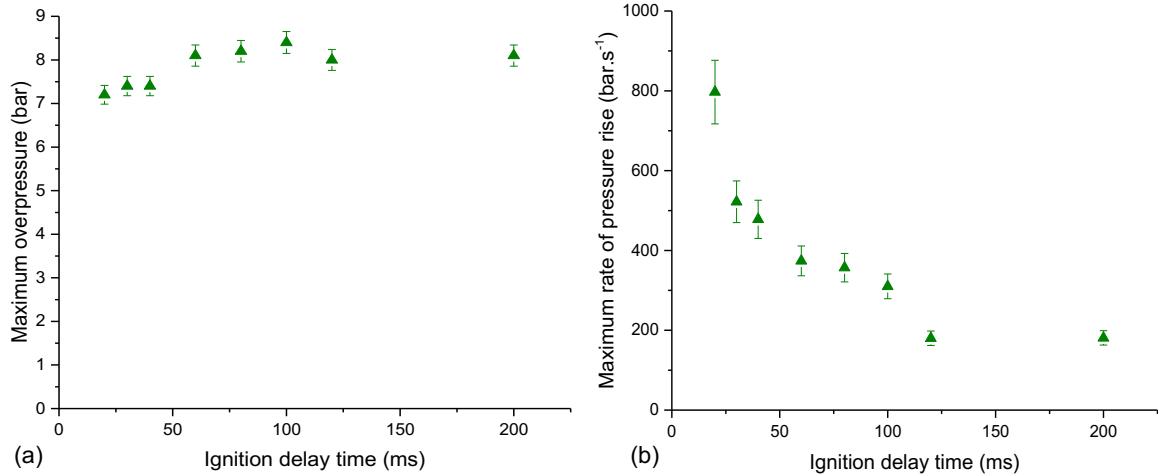 9
8
7
6
5
4
3
2
1
0
Maximum overpressure (bar)
0 50 100 150 200
Ignition delay time (ms)
(a)
1000
800
600
400
200
0
Maximum rate of pressure rise (bar.s⁻¹)
0 50 100 150 200
Ignition delay time (ms)
(b)